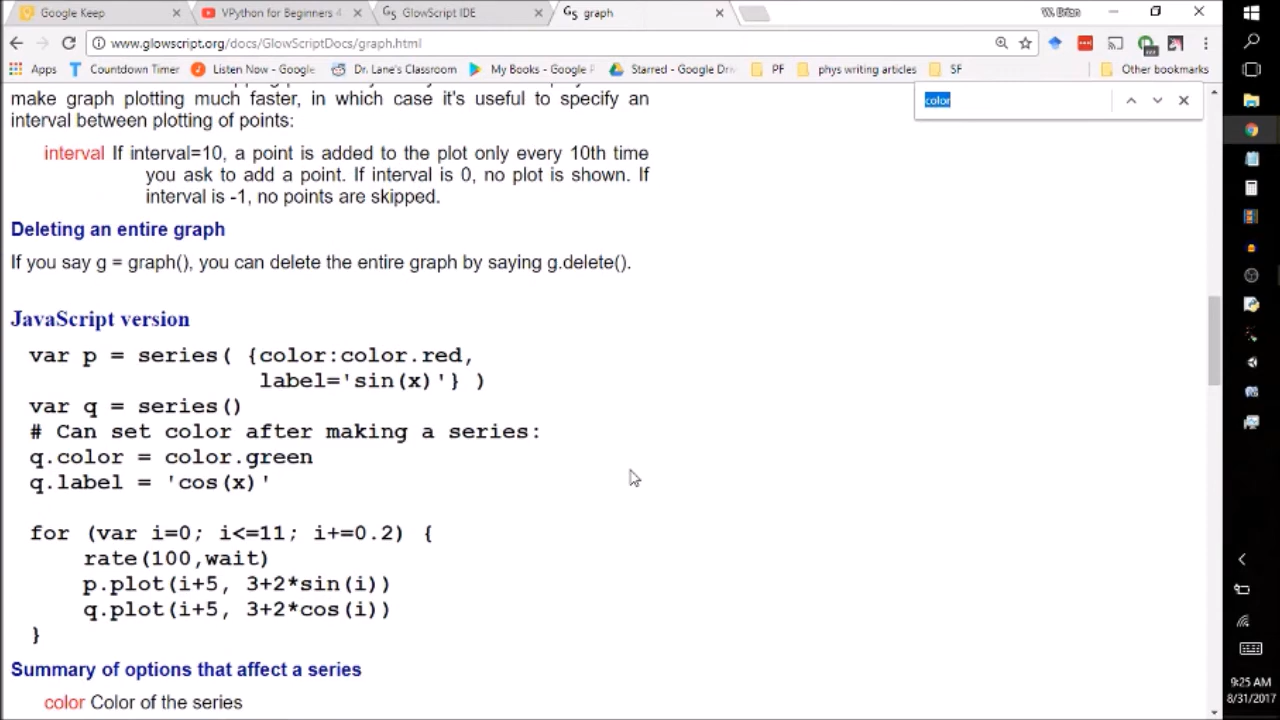 Google Keep
VPython for Beginners 4
GlowScript IDE
graph
W. Brian
www.glowscript.org/docs/GlowScriptDocs/graph.html
Apps
Countdown Timer
Listen Now - Google
Dr. Lane's Classroom
My Books - Google P
Starred - Google Dri
PF
phys writing articles
SF
Other bookmarks
color
make graph plotting much faster, in which case it's useful to specify an
interval between plotting of points:
interval If interval=10, a point is added to the plot only every 10th time
you ask to add a point. If interval is 0, no plot is shown. If
interval is -1, no points are skipped.
Deleting an entire graph
If you say g = graph(), you can delete the entire graph by saying g.delete().
JavaScript version
var p = series( {color:color.red,
label='sin(x)'} )
var q = series()
# Can set color after making a series:
q.color = color.green
q.label = 'cos(x)'
for (var i=0; i<=11; i+=0.2) {
rate(100,wait)
p.plot(i+5, 3+2*sin(i))
q.plot(i+5, 3+2*cos(i))
}
Summary of options that affect a series
color Color of the series
9:25 AM
8/31/2017